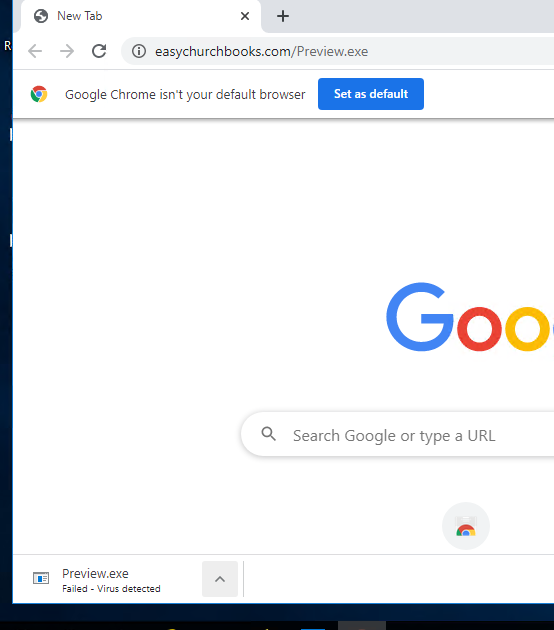 New Tab
easychurchbooks.com/Preview.exe
R
Google Chrome isn't your default browser
Set as default
Goo
Search Google or type a URL
Preview.exe
Failed - Virus detected